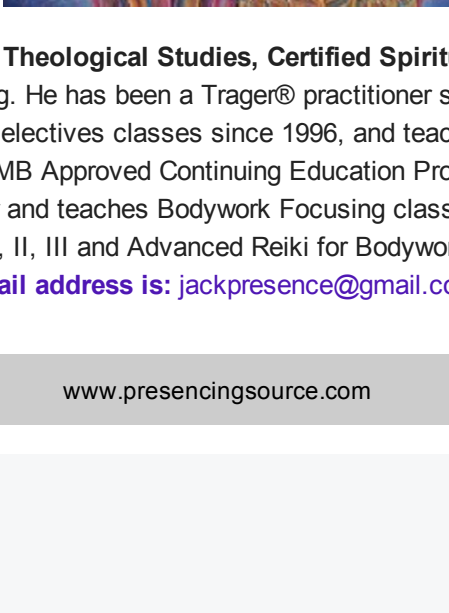 Theological Studies, Certified Spirit
g. He has been a Trager® practitioner s
electives classes since 1996, and teac
MB Approved Continuing Education Pro
and teaches Bodywork Focusing class
, II, III and Advanced Reiki for Bodywo
ail address is: jackpresence@gmail.co
www.presencingsource.com